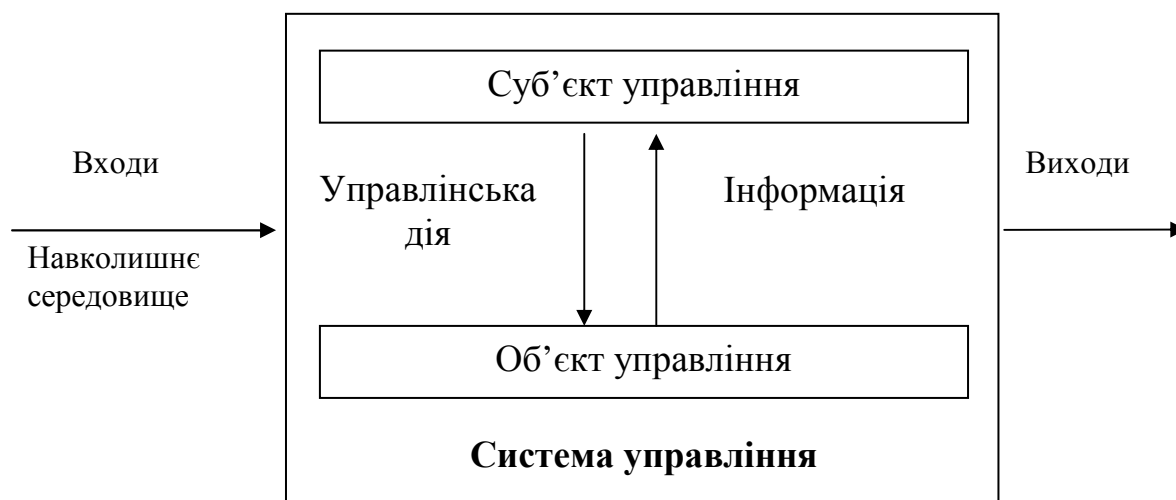 Суб’єкт управління
Входи
Виходи
Управлінська
дія
Інформація
Навколишнє
середовище
Об’єкт управління
Система управління